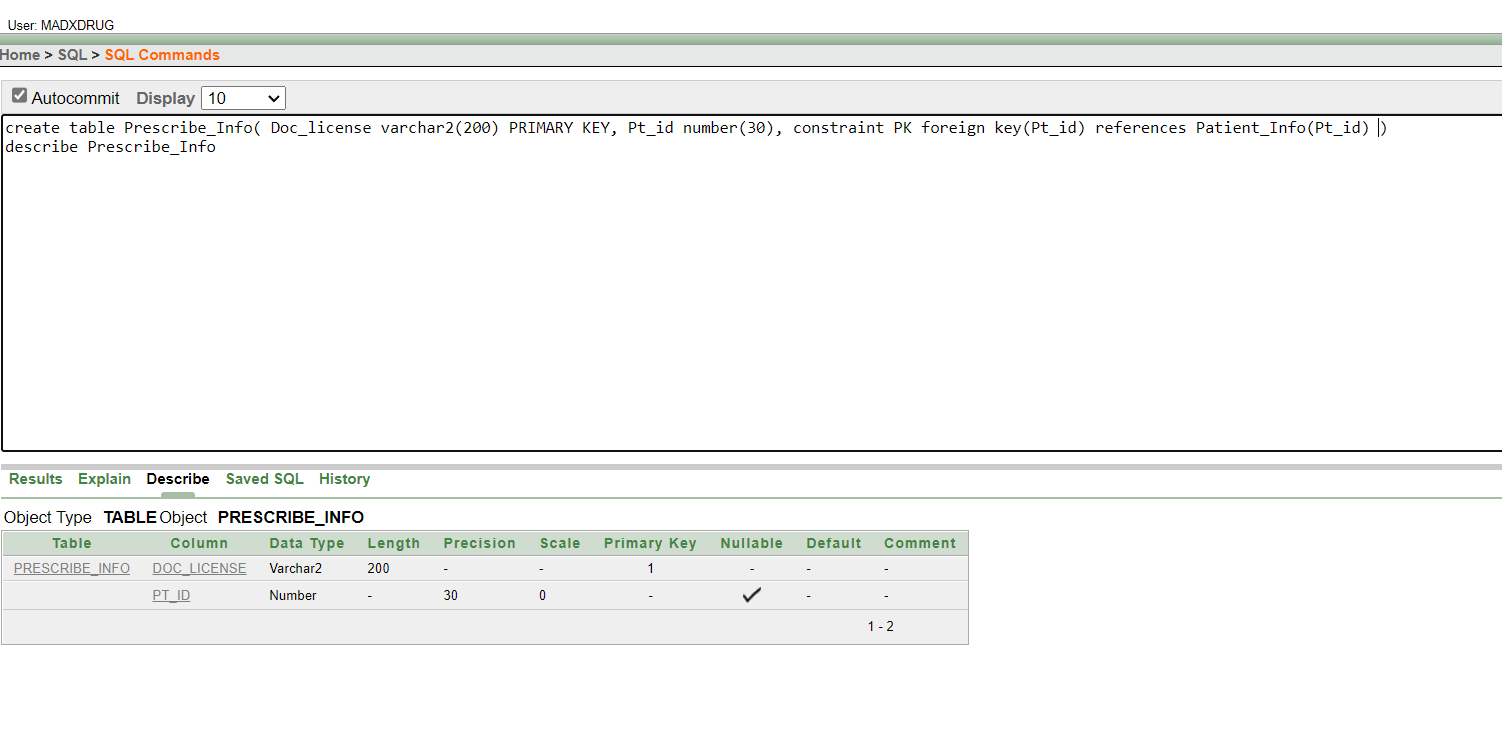 User: MADXDRUG
Home > SQL > SQL Commands
Autocommit Display 10
create table Prescribe_Info( Doc_license varchar2(200) PRIMARY KEY, Pt_id number(30), constraint PK foreign key(Pt_id) references Patient_Info(Pt_id) )
describe Prescribe_Info
Results Explain Describe Saved SQL History
Object Type TABLE Object PRESCRIBE_INFO
Table Column Data Type Length Precision Scale Primary Key Nullable Default Comment
PRESCRIBE_INFO DOC_LICENSE Varchar2 200 - - 1 - - -
PT_ID Number - 30 0 - - -
1 - 2